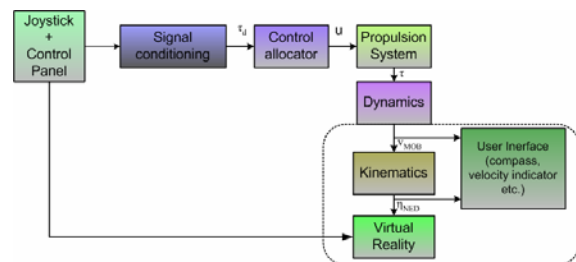 Joystick
+
Control
Panel
Signal
conditioning
τd
Control
allocator
u
Propulsion
System
τ
Dynamics
νMOB
Kinematics
ηNED
Virtual
Reality
User Inerface
(compass,
velocity indicator
etc.)